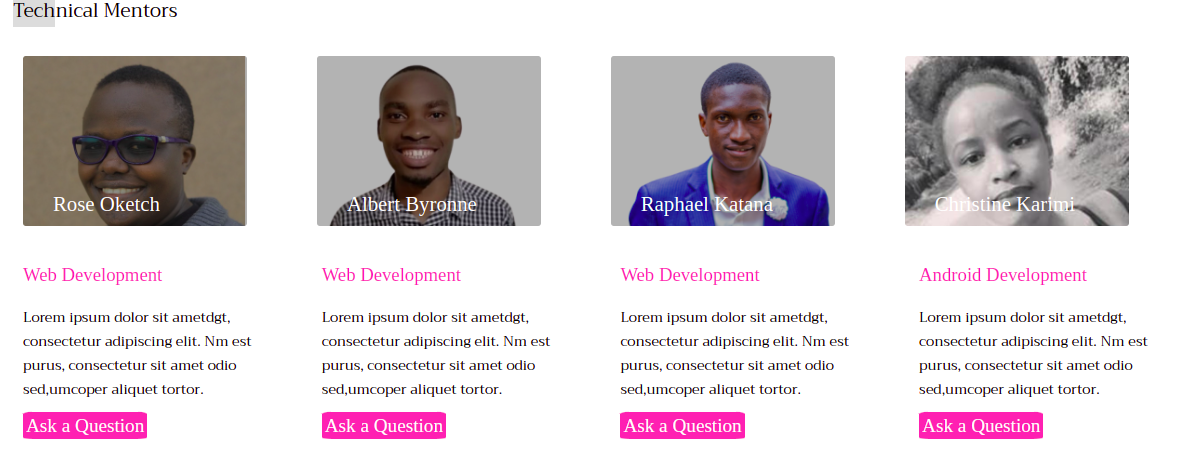 Technical Mentors
Rose Oketch
Albert Byronne
Raphael Katana
Christine Karimi
Web Development
Web Development
Web Development
Android Development
Lorem ipsum dolor sit ametdgt,
consectetur adipiscing elit. Nm est
purus, consectetur sit amet odio
sed,umcoper aliquet tortor.
Lorem ipsum dolor sit ametdgt,
consectetur adipiscing elit. Nm est
purus, consectetur sit amet odio
sed,umcoper aliquet tortor.
Lorem ipsum dolor sit ametdgt,
consectetur adipiscing elit. Nm est
purus, consectetur sit amet odio
sed,umcoper aliquet tortor.
Lorem ipsum dolor sit ametdgt,
consectetur adipiscing elit. Nm est
purus, consectetur sit amet odio
sed,umcoper aliquet tortor.
Ask a Question
Ask a Question
Ask a Question
Ask a Question